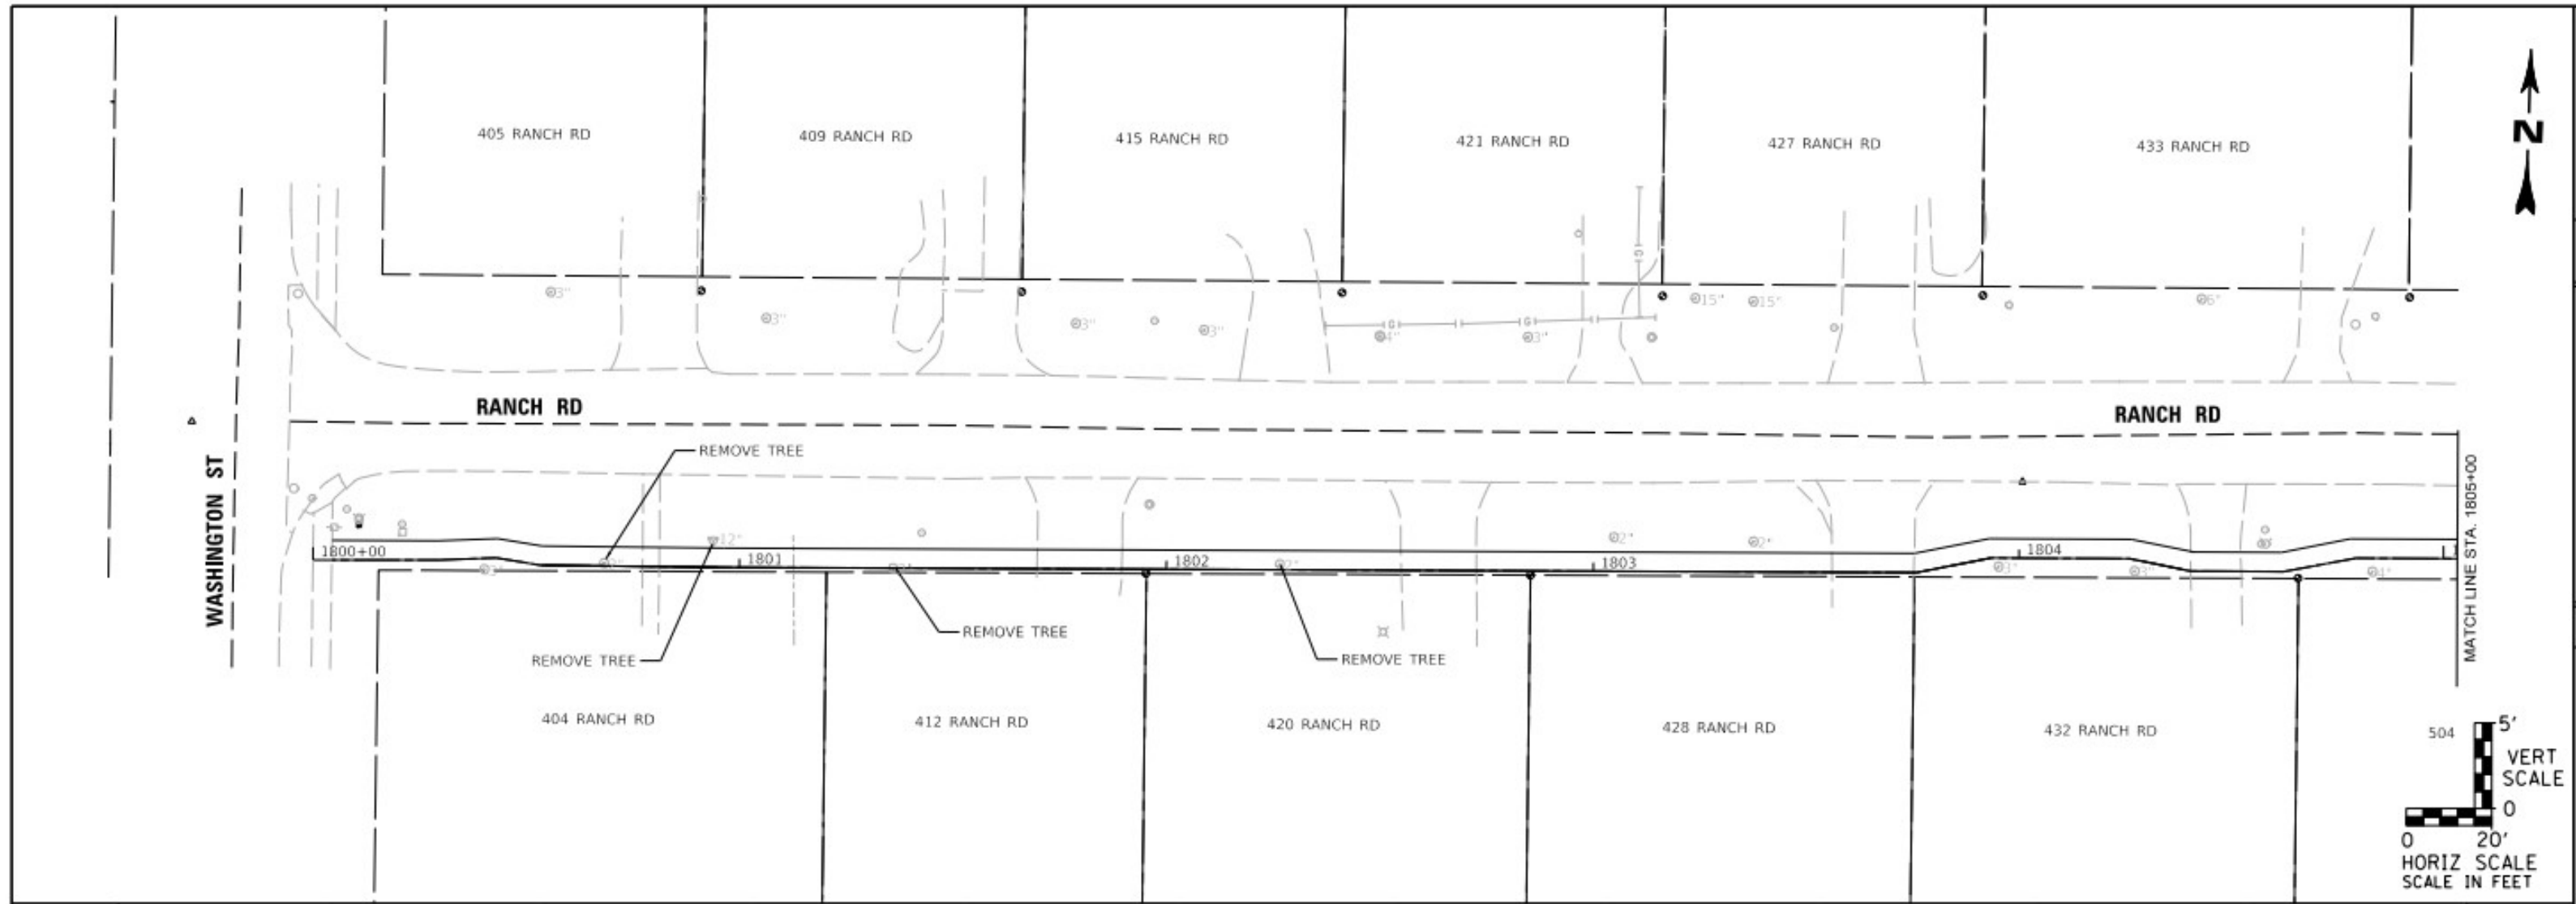 405 RANCH RD
409 RANCH RD
415 RANCH RD
421 RANCH RD
427 RANCH RD
433 RANCH RD
N
3"
3"
3"
3"
G
G
G
4"
3"
15"
15"
6"
RANCH RD
RANCH RD
WASHINGTON ST
REMOVE TREE
12"
2"
2"
1800+00
1801
1802
1803
1804
3"
3"
3"
4"
MATCH LINE STA. 1805+00
REMOVE TREE
REMOVE TREE
REMOVE TREE
404 RANCH RD
412 RANCH RD
420 RANCH RD
428 RANCH RD
432 RANCH RD
504
5'
VERT
SCALE
0
0 20'
HORIZ SCALE
SCALE IN FEET